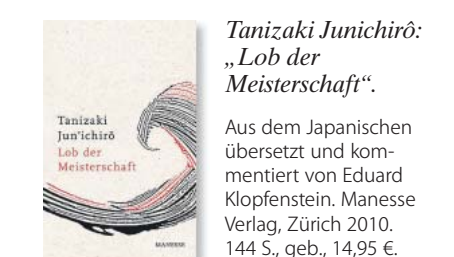 Tanizaki
Jun'ichirô
Lob der
Meisterschaft
MANESSE
Tanizaki Junichirô:
„Lob der
Meisterschaft“.
Aus dem Japanischen
übersetzt und kom-
mentiert von Eduard
Klopfenstein. Manesse
Verlag, Zürich 2010.
144 S., geb., 14,95 €.